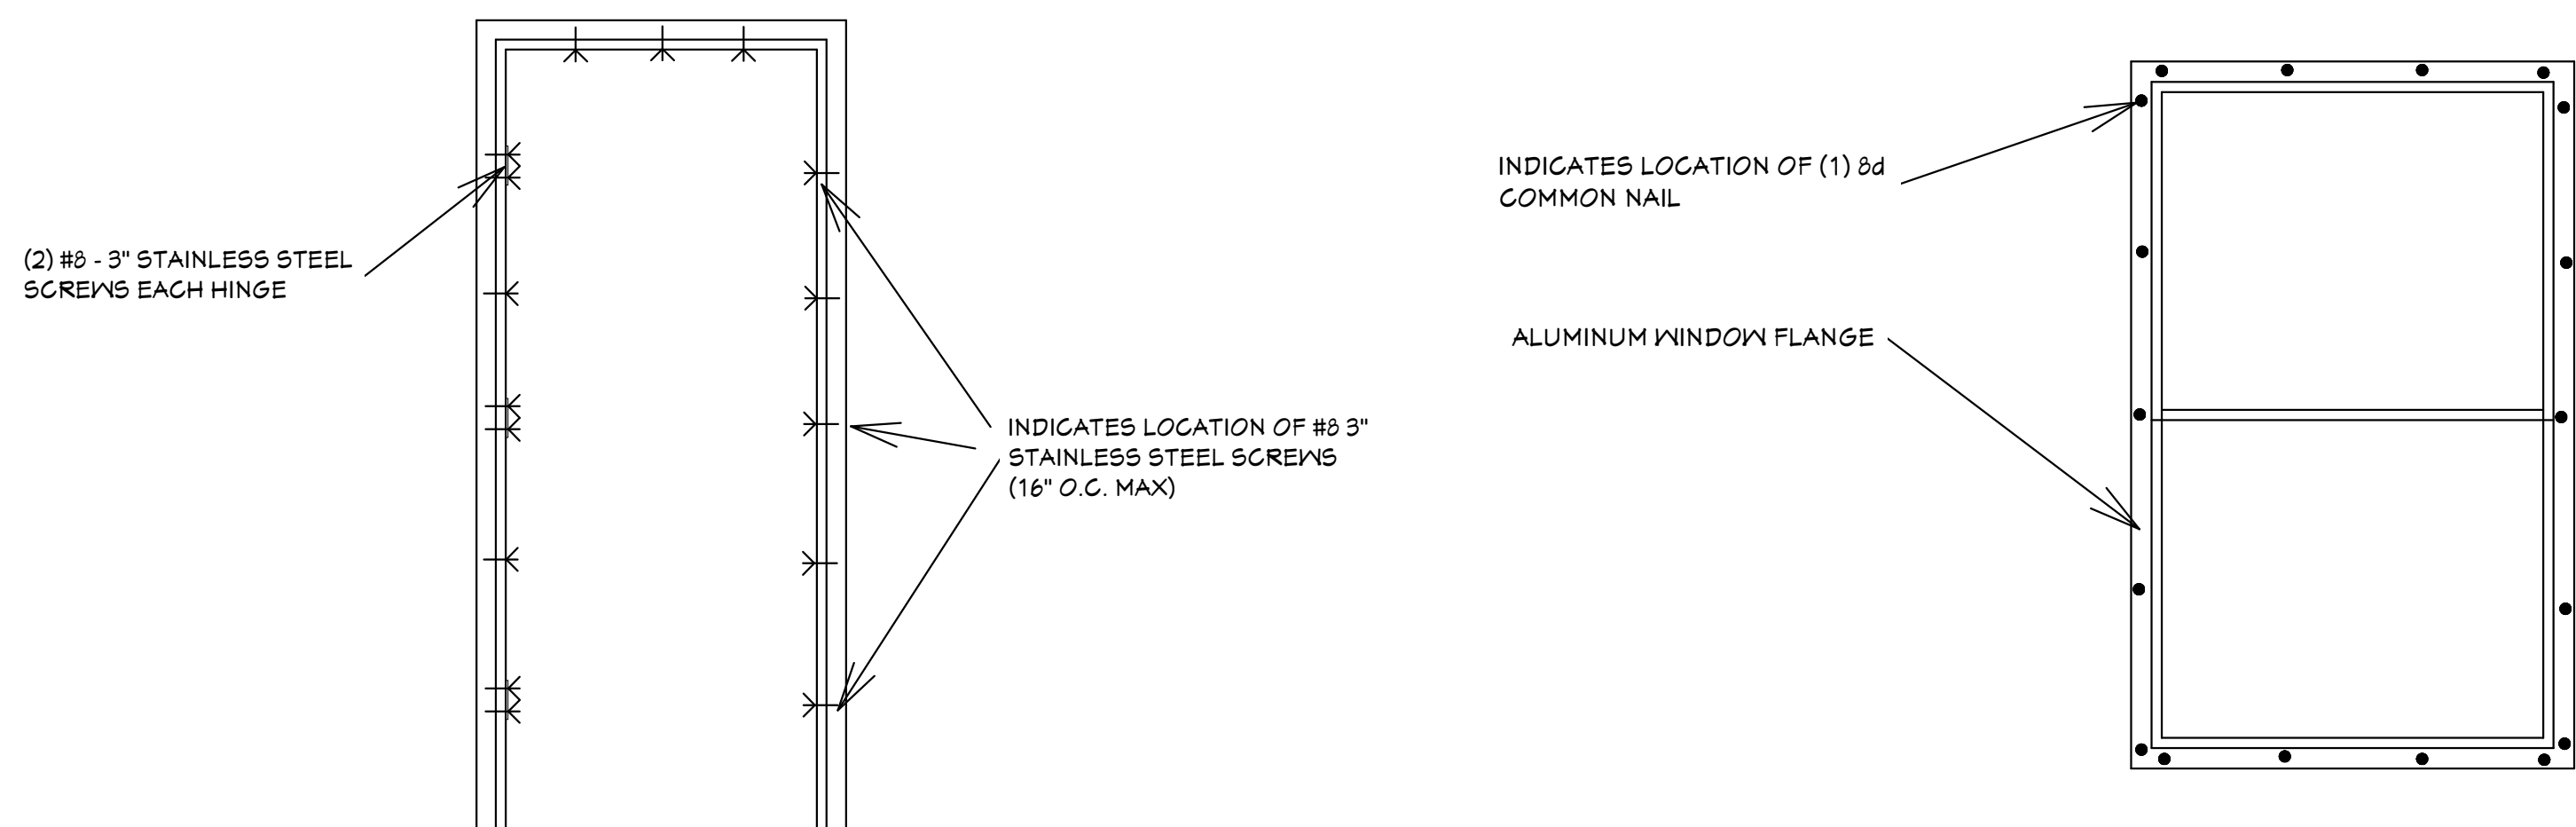 (2) #8 - 3" STAINLESS STEEL
SCREWS EACH HINGE
INDICATES LOCATION OF #8 3"
STAINLESS STEEL SCREWS
(16" O.C. MAX)
INDICATES LOCATION OF (1) 8d
COMMON NAIL
ALUMINUM WINDOW FLANGE